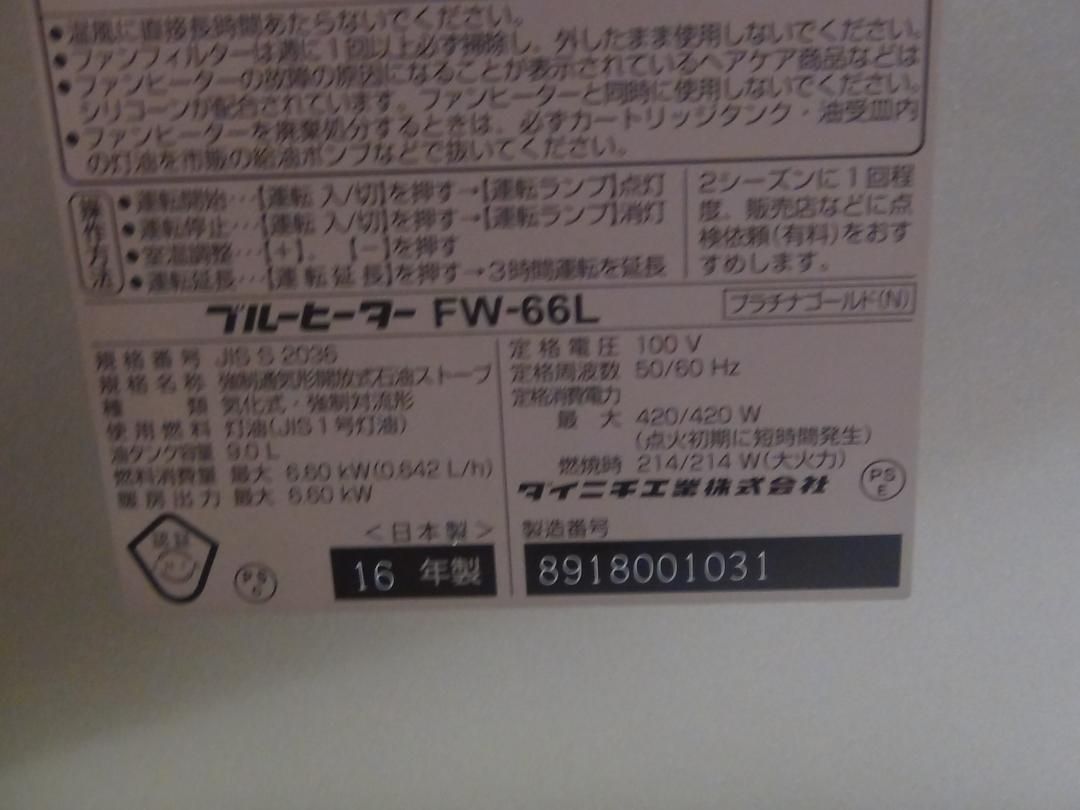 ●温風に直接長時間あたらないでください。
●ファンフィルターは週に1回以上必ず掃除し、外したまま使用しないでください。
●ファンヒーターの故障の原因になることが表示されているヘアケア商品などは
シリコーンが配合されています。ファンヒーターと同時に使用しないでください。
●ファンヒーターを廃棄処分するときは、必ずカートリッジタンク・油受皿内
の灯油を市販の給油ポンプなどで抜いてください。
操作方法
●運転開始…【運転 入/切】を押す→【運転ランプ】点灯
●運転停止…【運転 入/切】を押す→【運転ランプ】消灯
●室温調整…【+】、【−】を押す
●運転延長…【運転延長】を押す→3時間運転を延長
2シーズンに1回程
度、販売店などに点
検依頼(有料)をおす
すめします。
ブルーヒーター FW-66L
プラチナゴールド(N)
規格番号 JIS S 2036
規格名称 強制通気形開放式石油ストーブ
種類 気化式・強制対流形
使用燃料 灯油(JIS1号灯油)
油タンク容量 9.0 L
燃料消費量 最大 6.60 kW(0.642 L/h)
暖房出力 最大 6.60 kW
<日本製>
認証
PS
C
16 年製
定格電圧 100 V
定格周波数 50/60 Hz
定格消費電力
最大 420/420 W
(点火初期に短時間発生)
燃焼時 214/214 W(大火力)
ダイニチ工業株式会社
PS
E
製造番号
8918001031